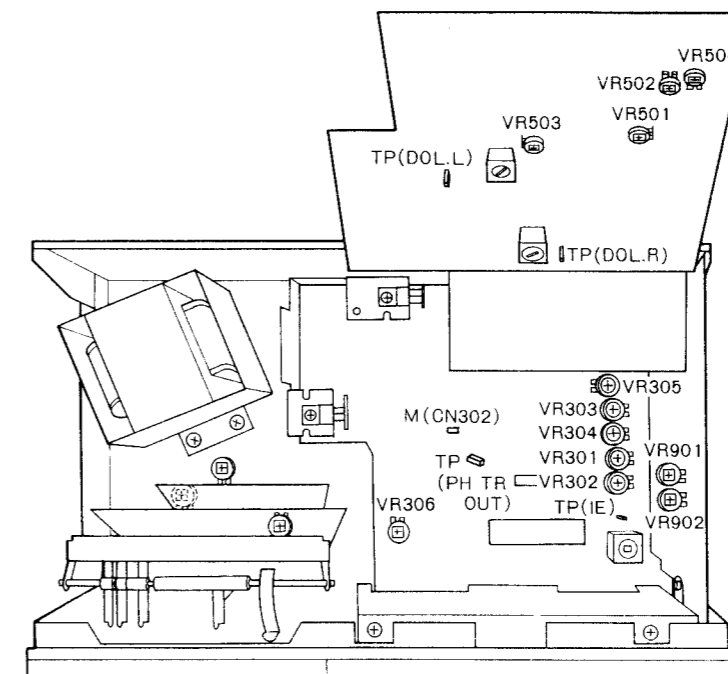 VR50
VR502
VR501
VR503
TP(DOL.L)
TP(DOL.R)
VR305
VR303
M(CN302)
VR304
VR301
VR901
TP
(PH TR
OUT)
VR302
TP(IE)
VR306
VR902